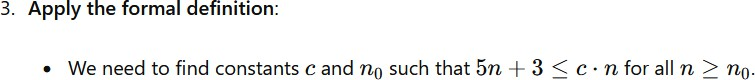 3. Apply the formal definition:
• We need to find constants c and n₀ such that 5n + 3 ≤ c · n for all n ≥ n₀.